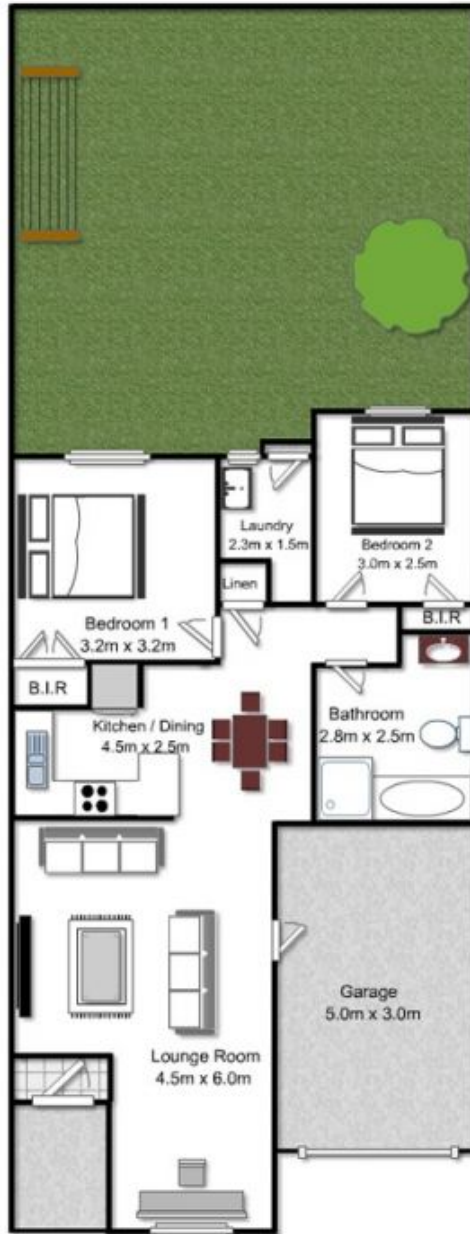 Laundry
2.3m x 1.5m
Bedroom 2
3.0m x 2.5m
Linen
Bedroom 1
3.2m x 3.2m
B.I.R
B.I.R
Kitchen / Dining
4.5m x 2.5m
Bathroom
2.8m x 2.5m
Garage
5.0m x 3.0m
Lounge Room
4.5m x 6.0m